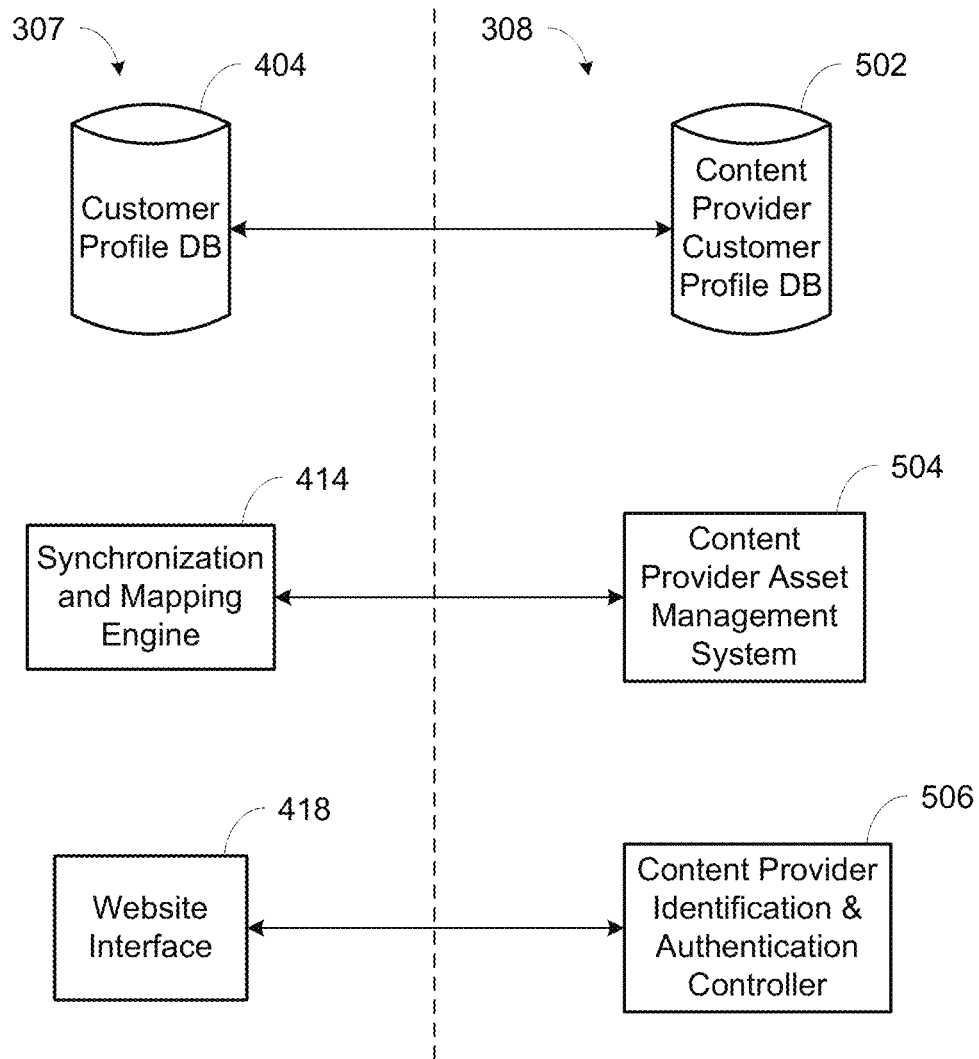 307
404
308
502
Customer
Profile DB
Content
Provider
Customer
Profile DB
414
504
Synchronization
and Mapping
Engine
Content
Provider Asset
Management
System
418
506
Website
Interface
Content Provider
Identification &
Authentication
Controller